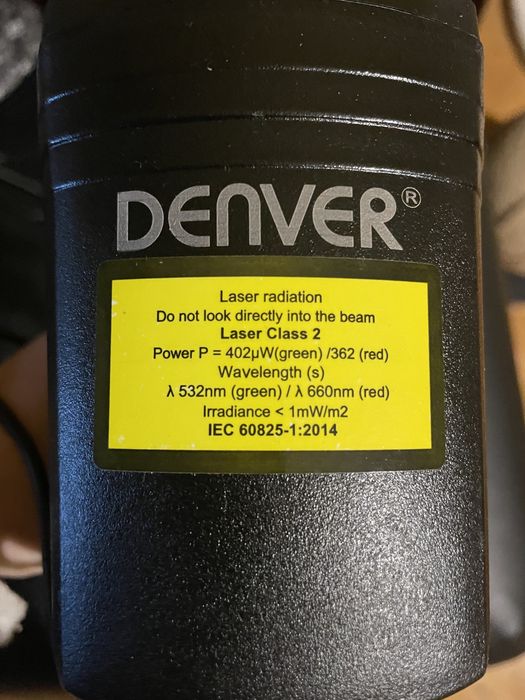 DENVER®
Laser radiation
Do not look directly into the beam
Laser Class 2
Power P = 402µW(green) /362 (red)
Wavelength (s)
λ 532nm (green) / λ 660nm (red)
Irradiance < 1mW/m2
IEC 60825-1:2014